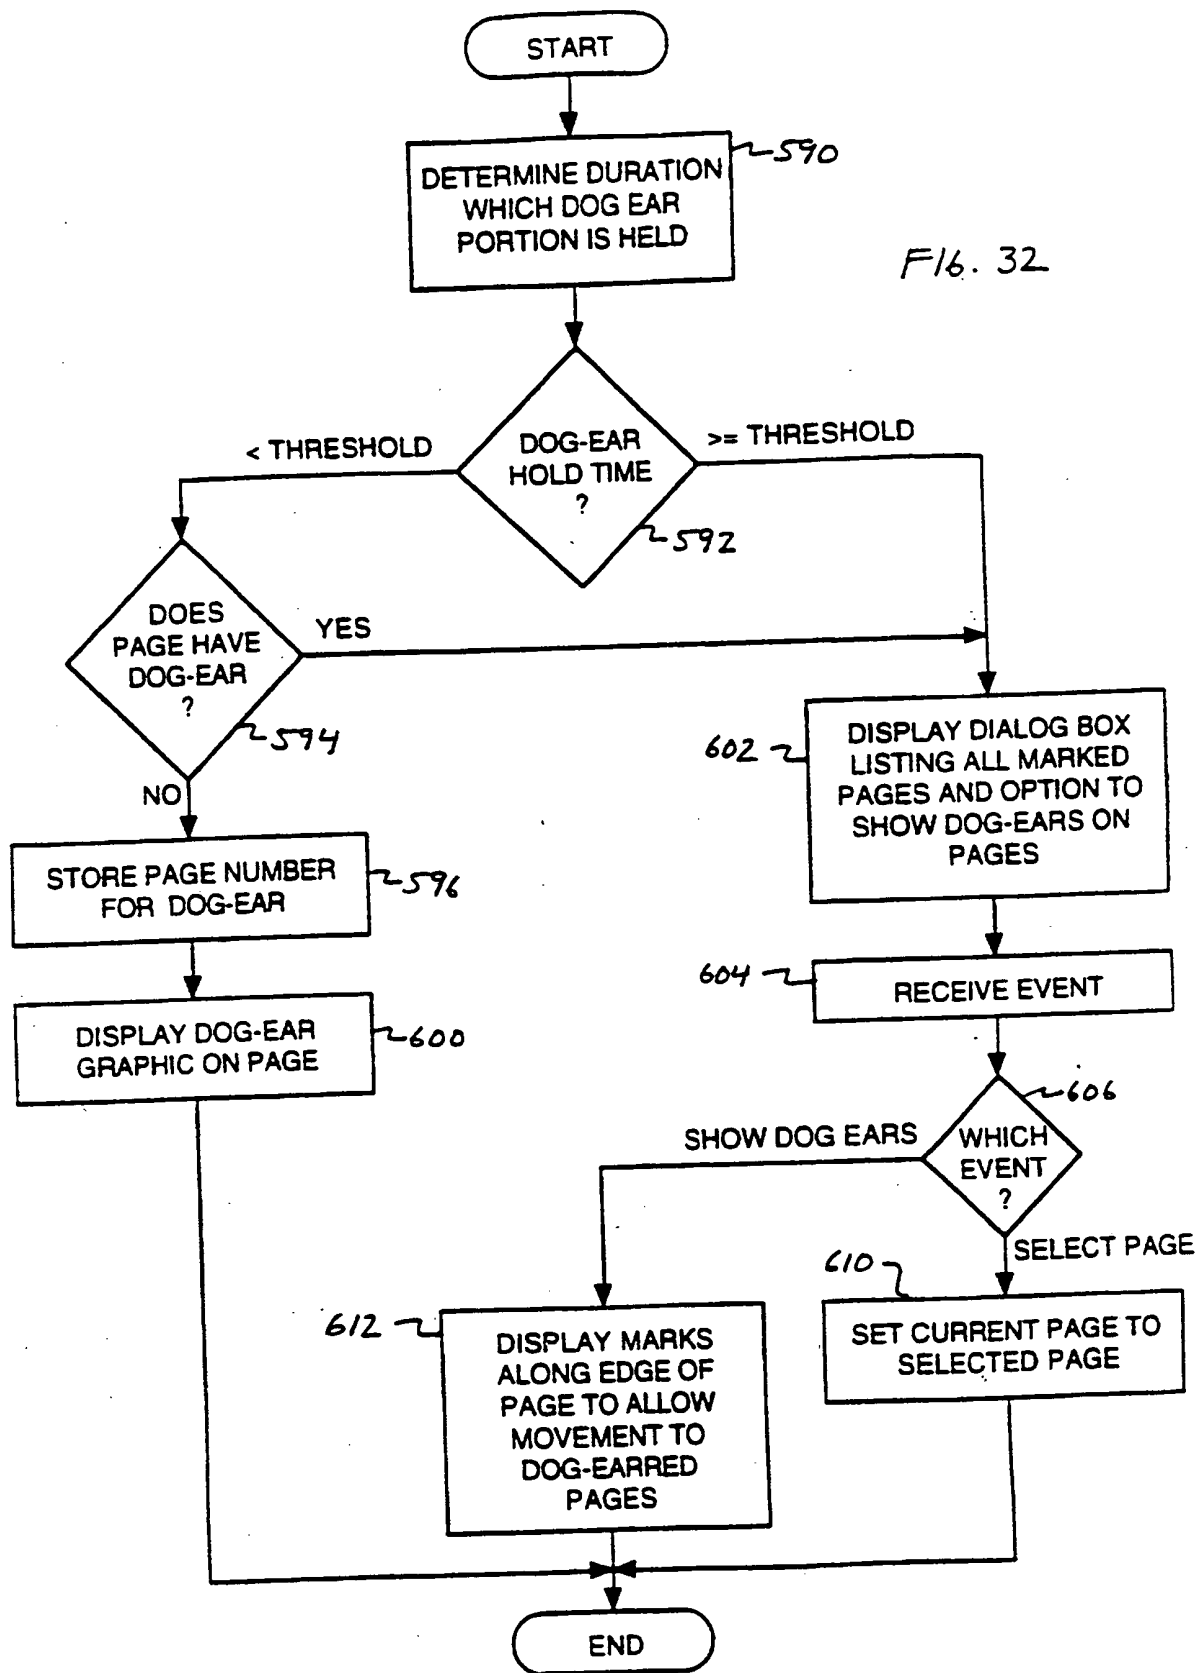 START
590
DETERMINE DURATION
WHICH DOG EAR
PORTION IS HELD
FIG. 32
< THRESHOLD
DOG-EAR
HOLD TIME
?
>= THRESHOLD
592
DOES
PAGE HAVE
DOG-EAR
?
YES
594
NO
602
DISPLAY DIALOG BOX
LISTING ALL MARKED
PAGES AND OPTION TO
SHOW DOG-EARS ON
PAGES
STORE PAGE NUMBER
FOR DOG-EAR
596
604
RECEIVE EVENT
DISPLAY DOG-EAR
GRAPHIC ON PAGE
600
606
SHOW DOG EARS
WHICH
EVENT
?
SELECT PAGE
610
SET CURRENT PAGE TO
SELECTED PAGE
612
DISPLAY MARKS
ALONG EDGE OF
PAGE TO ALLOW
MOVEMENT TO
DOG-EARRED
PAGES
END